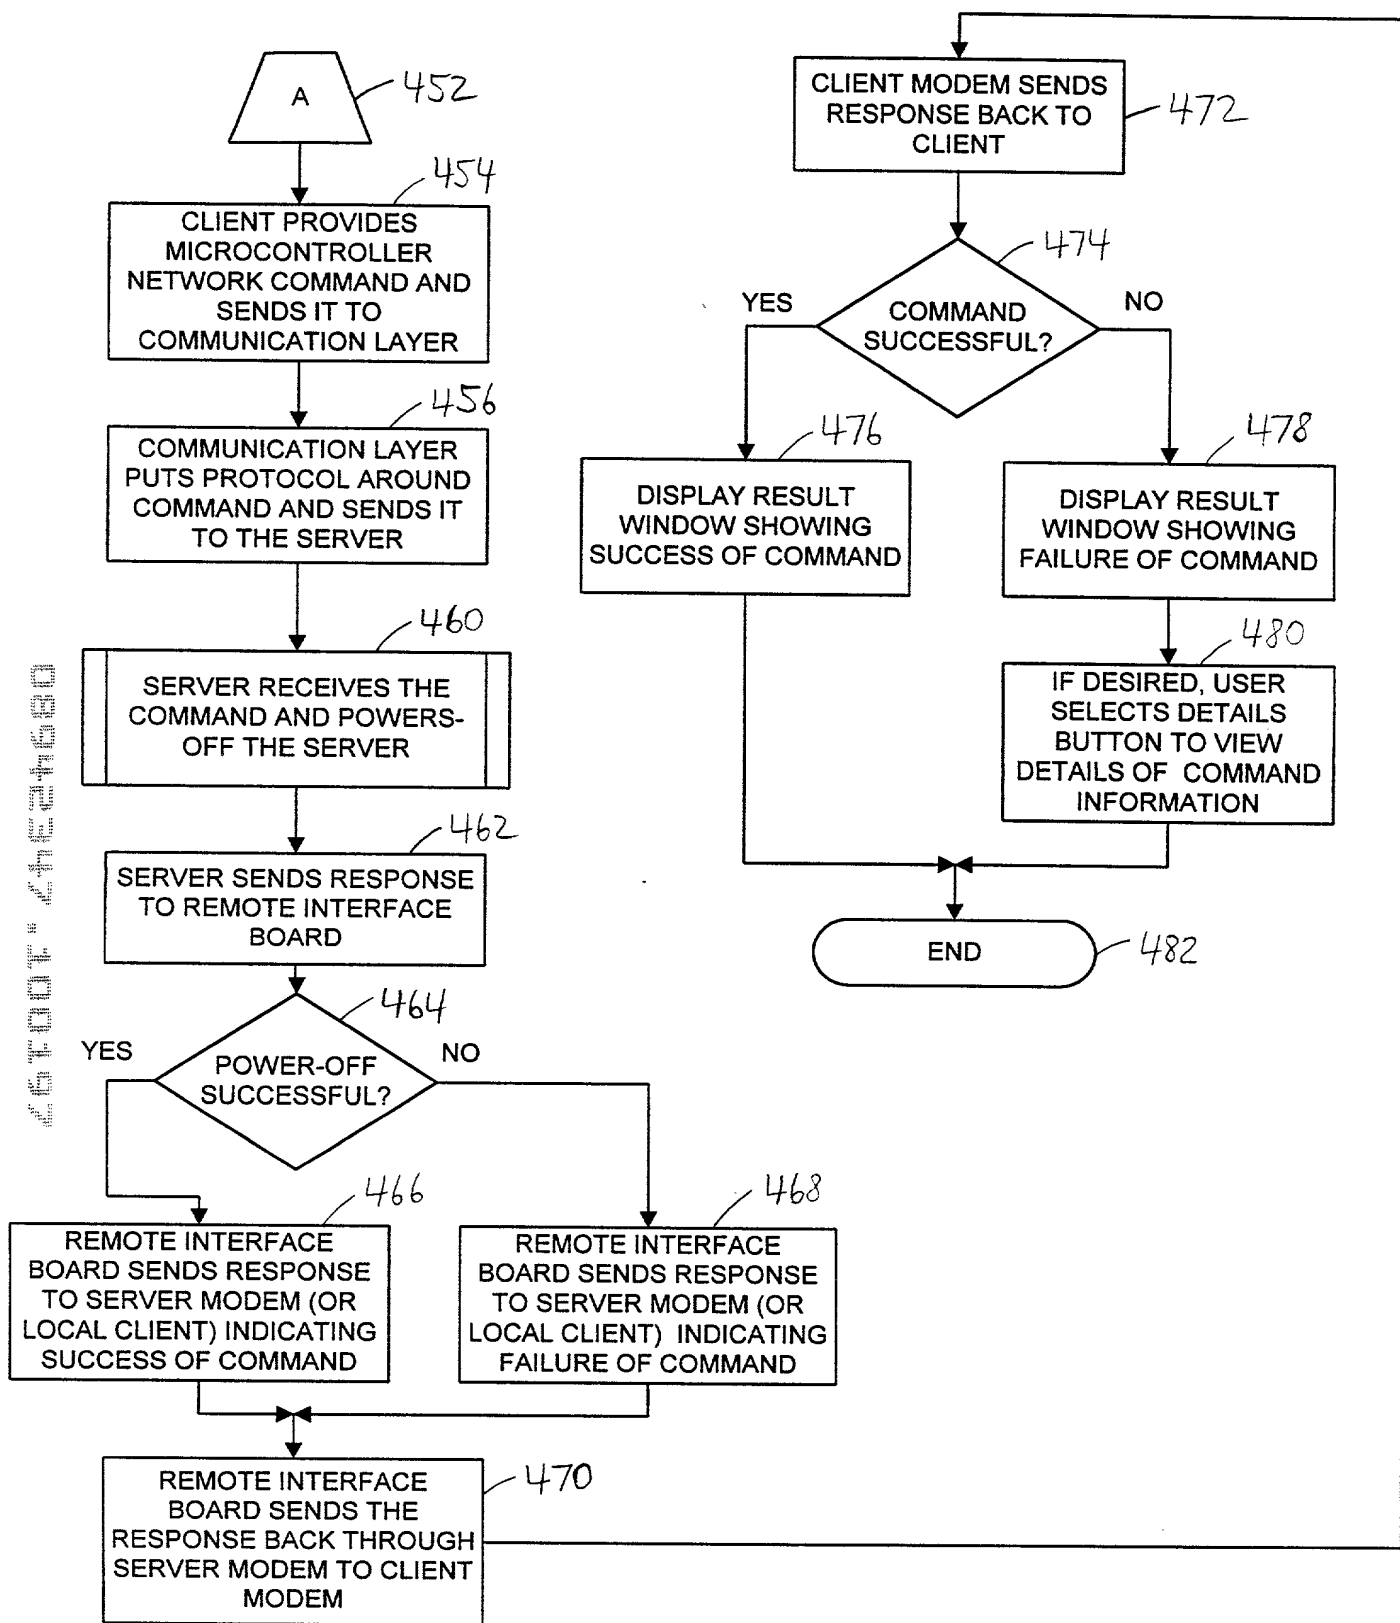 A
452
454
CLIENT PROVIDES
MICROCONTROLLER
NETWORK COMMAND AND
SENDS IT TO
COMMUNICATION LAYER
456
COMMUNICATION LAYER
PUTS PROTOCOL AROUND
COMMAND AND SENDS IT
TO THE SERVER
460
SERVER RECEIVES THE
COMMAND AND POWERS-
OFF THE SERVER
462
SERVER SENDS RESPONSE
TO REMOTE INTERFACE
BOARD
464
YES
NO
POWER-OFF
SUCCESSFUL?
466
REMOTE INTERFACE
BOARD SENDS RESPONSE
TO SERVER MODEM (OR
LOCAL CLIENT) INDICATING
SUCCESS OF COMMAND
468
REMOTE INTERFACE
BOARD SENDS RESPONSE
TO SERVER MODEM (OR
LOCAL CLIENT) INDICATING
FAILURE OF COMMAND
470
REMOTE INTERFACE
BOARD SENDS THE
RESPONSE BACK THROUGH
SERVER MODEM TO CLIENT
MODEM
CLIENT MODEM SENDS
RESPONSE BACK TO
CLIENT
472
474
YES
NO
COMMAND
SUCCESSFUL?
476
DISPLAY RESULT
WINDOW SHOWING
SUCCESS OF COMMAND
478
DISPLAY RESULT
WINDOW SHOWING
FAILURE OF COMMAND
480
IF DESIRED, USER
SELECTS DETAILS
BUTTON TO VIEW
DETAILS OF COMMAND
INFORMATION
END
482